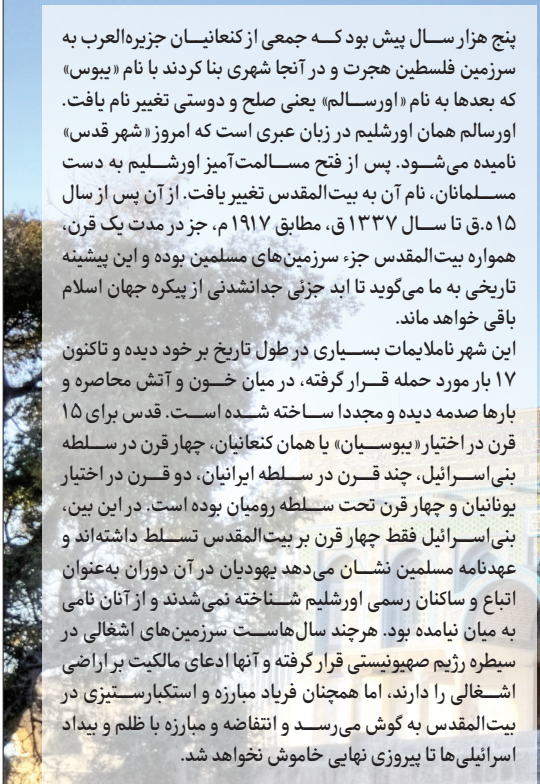 پنج هزار سال پیش بود که جمعی از کنعانیان جزیره‌العرب به
سرزمین فلسطین هجرت و در آنجا شهری بنا کردند با نام «یبوس»
که بعدها به نام «اورسالم» یعنی صلح و دوستی تغییر نام یافت.
اورسالم همان اورشلیم در زبان عبری است که امروز «شهر قدس»
نامیده می‌شود. پس از فتح مسالمت‌آمیز اورشلیم به دست
مسلمانان، نام آن به بیت‌المقدس تغییر یافت. از آن پس از سال
۱۵ ه.ق تا سال ۱۳۳۷ ق، مطابق ۱۹۱۷ م، جز در مدت یک قرن،
همواره بیت‌المقدس جزء سرزمین‌های مسلمین بوده و این پیشینه
تاریخی به ما می‌گوید تا ابد جزئی جدانشدنی از پیکره جهان اسلام
باقی خواهد ماند.
این شهر ناملایمات بسیاری در طول تاریخ بر خود دیده و تاکنون
۱۷ بار مورد حمله قرار گرفته، در میان خون و آتش محاصره و
بارها صدمه دیده و مجددا ساخته شده است. قدس برای ۱۵
قرن در اختیار «یبوسیان» یا همان کنعانیان، چهار قرن در سلطه
بنی‌اسرائیل، چند قرن در سلطه ایرانیان، دو قرن در اختیار
یونانیان و چهار قرن تحت سلطه رومیان بوده است. در این بین،
بنی‌اسرائیل فقط چهار قرن بر بیت‌المقدس تسلط داشته‌اند و
عهدنامه مسلمین نشان می‌دهد یهودیان در آن دوران به‌عنوان
اتباع و ساکنان رسمی اورشلیم شناخته نمی‌شدند و از آنان نامی
به میان نیامده بود. هرچند سال‌هاست سرزمین‌های اشغالی در
سیطره رژیم صهیونیستی قرار گرفته و آنها ادعای مالکیت بر اراضی
اشغالی را دارند، اما همچنان فریاد مبارزه و استکبارستیزی در
بیت‌المقدس به گوش می‌رسد و انتفاضه و مبارزه با ظلم و بیداد
اسرائیلی‌ها تا پیروزی نهایی خاموش نخواهد شد.